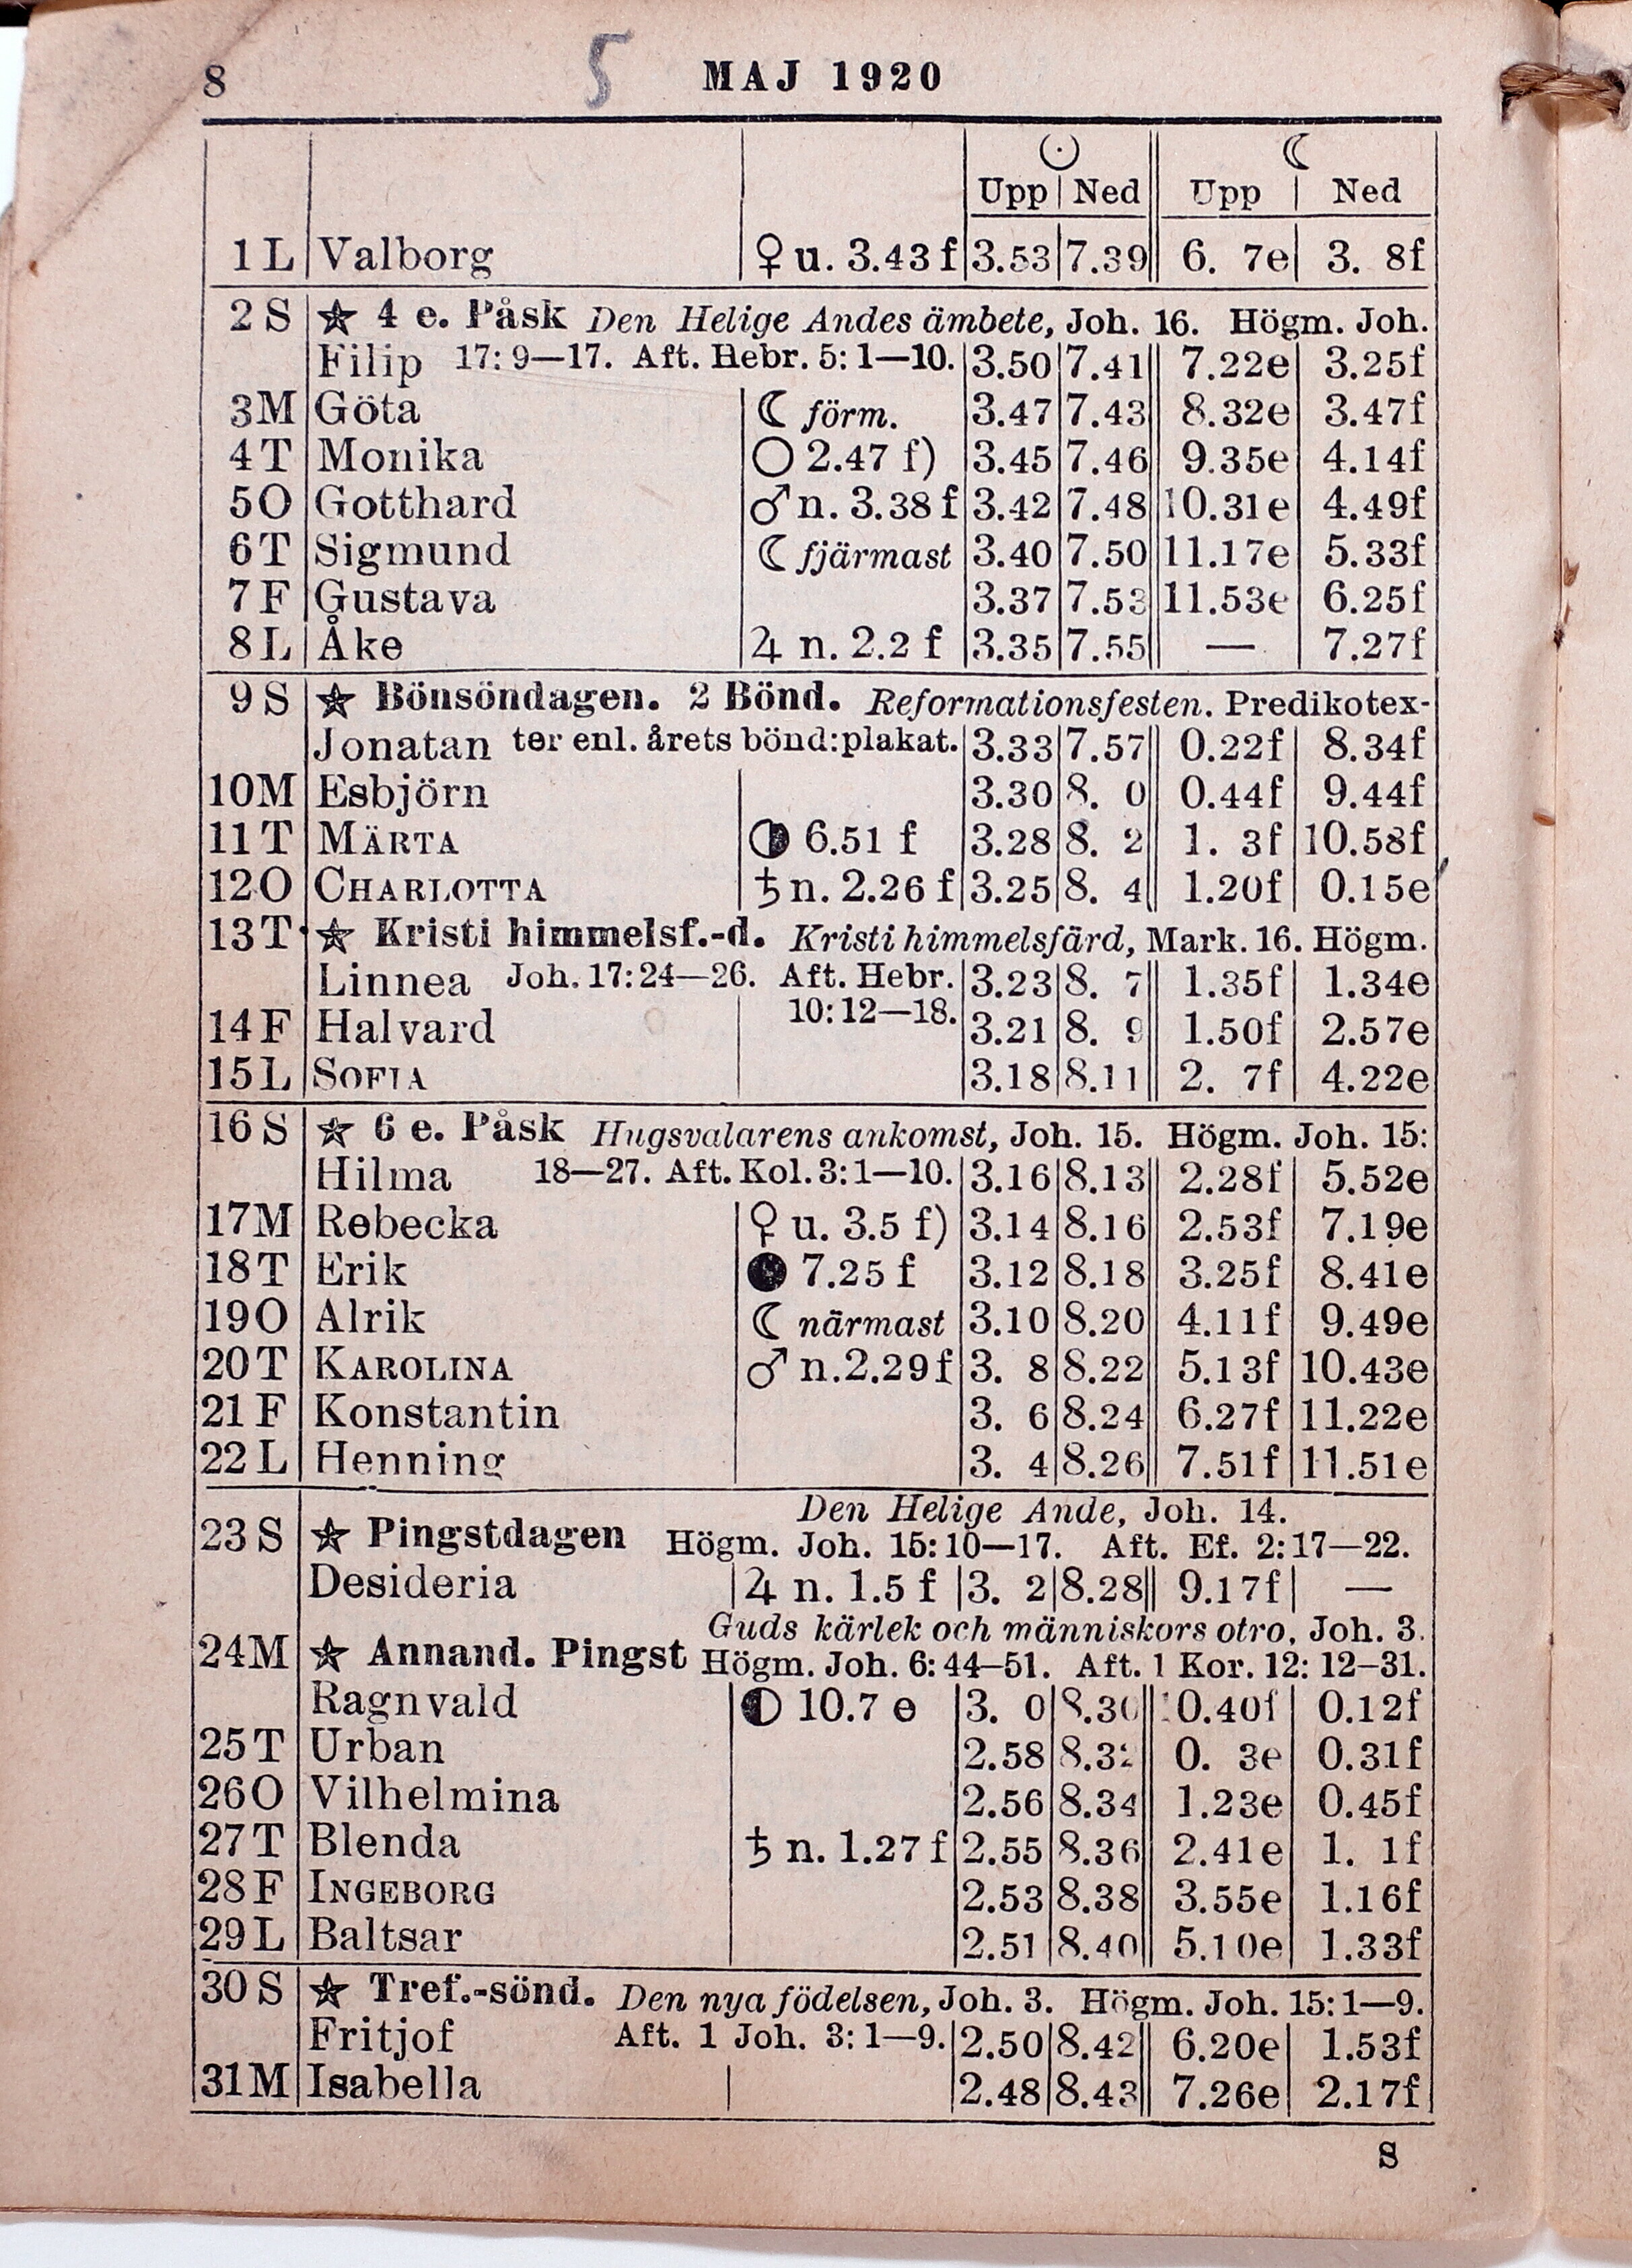 8 5 MAJ 1920
☉ ☾
Upp Ned Upp Ned
1 L Valborg ♀ u. 3.43 f 3.53 7.39 6. 7e 3. 8f
2 S ★ 4 e. Påsk Den Helige Andes ämbete, Joh. 16. Högm. Joh.
Filip 17: 9—17. Aft. Hebr. 5: 1—10. 3.50 7.41 7.22e 3.25f
3 M Göta ☾ förm. 3.47 7.43 8.32e 3.47f
4 T Monika ○ 2.47 f) 3.45 7.46 9.35e 4.14f
5 O Gotthard ♂ n. 3.38 f 3.42 7.48 10.31e 4.49f
6 T Sigmund ☾ fjärmast 3.40 7.50 11.17e 5.33f
7 F Gustava 3.37 7.53 11.53e 6.25f
8 L Åke ♃ n. 2.2 f 3.35 7.55 — 7.27f
9 S ★ Bönsöndagen. 2 Bönd. Reformationsfesten. Predikotex-
Jonatan ter enl. årets bönd:plakat. 3.33 7.57 0.22f 8.34f
10 M Esbjörn 3.30 8. 0 0.44f 9.44f
11 T MÄRTA ◑ 6.51 f 3.28 8. 2 1. 3f 10.58f
12 O CHARLOTTA ♄ n. 2.26 f 3.25 8. 4 1.20f 0.15e
13 T ★ Kristi himmelsf.-d. Kristi himmelsfärd, Mark. 16. Högm.
Linnea Joh. 17: 24—26. Aft. Hebr. 3.23 8. 7 1.35f 1.34e
10: 12—18.
14 F Halvard 3.21 8. 9 1.50f 2.57e
15 L SOFIA 3.18 8.11 2. 7f 4.22e
16 S ★ 6 e. Påsk Hugsvalarens ankomst, Joh. 15. Högm. Joh. 15:
Hilma 18—27. Aft. Kol. 3: 1—10. 3.16 8.13 2.28f 5.52e
17 M Rebecka ♀ u. 3.5 f) 3.14 8.16 2.53f 7.19e
18 T Erik ● 7.25 f 3.12 8.18 3.25f 8.41e
19 O Alrik ☾ närmast 3.10 8.20 4.11f 9.49e
20 T KAROLINA ♂ n. 2.29 f 3. 8 8.22 5.13f 10.43e
21 F Konstantin 3. 6 8.24 6.27f 11.22e
22 L Henning 3. 4 8.26 7.51f 11.51e
Den Helige Ande, Joh. 14.
23 S ★ Pingstdagen Högm. Joh. 15: 10—17. Aft. Ef. 2: 17—22.
Desideria ♃ n. 1.5 f 3. 2 8.28 9.17f —
Guds kärlek och människors otro, Joh. 3.
24 M ★ Annand. Pingst Högm. Joh. 6: 44—51. Aft. 1 Kor. 12: 12—31.
Ragnvald ◐ 10.7 e 3. 0 8.30 10.40f 0.12f
25 T Urban 2.58 8.32 0. 3e 0.31f
26 O Vilhelmina 2.56 8.34 1.23e 0.45f
27 T Blenda ♄ n. 1.27 f 2.55 8.36 2.41e 1. 1f
28 F INGEBORG 2.53 8.38 3.55e 1.16f
29 L Baltsar 2.51 8.40 5.10e 1.33f
30 S ★ Tref.-sönd. Den nya födelsen, Joh. 3. Högm. Joh. 15: 1—9.
Fritjof Aft. 1 Joh. 3: 1—9. 2.50 8.42 6.20e 1.53f
31 M Isabella 2.48 8.43 7.26e 2.17f
S